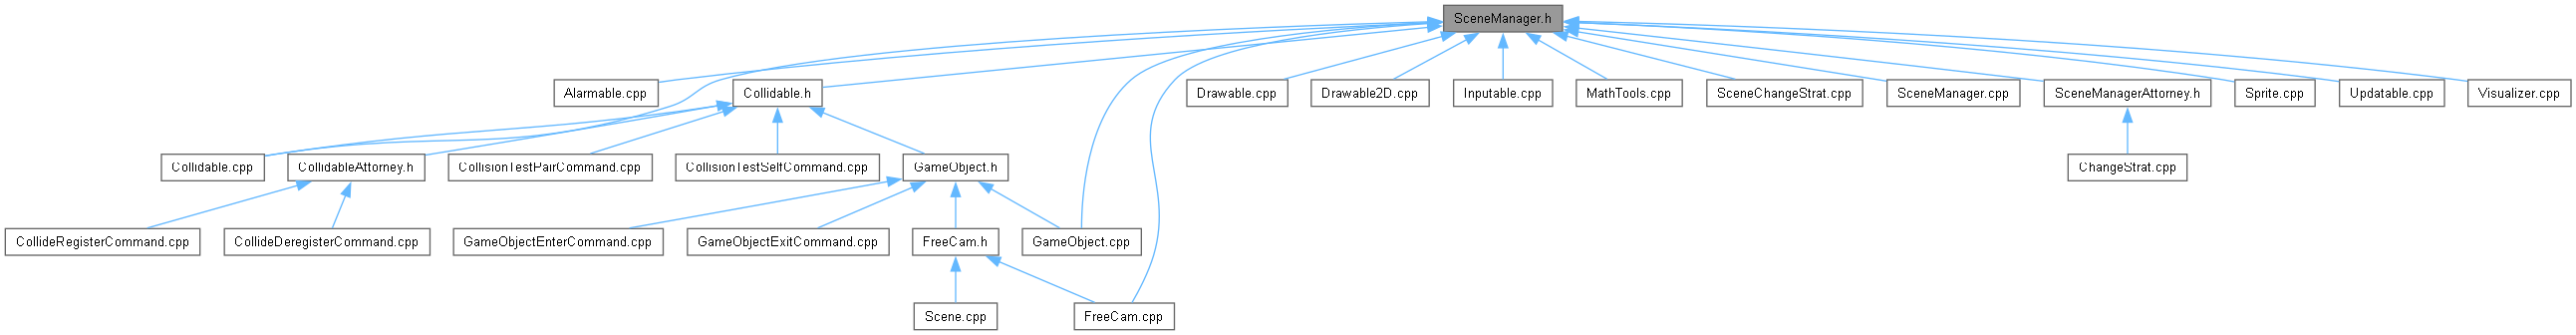 SceneManager.h
Alarmable.cpp
Collidable.h
Drawable.cpp
Drawable2D.cpp
Inputable.cpp
MathTools.cpp
SceneChangeStrat.cpp
SceneManager.cpp
SceneManagerAttorney.h
Sprite.cpp
Updatable.cpp
Visualizer.cpp
Collidable.cpp
CollidableAttorney.h
CollisionTestPairCommand.cpp
CollisionTestSelfCommand.cpp
GameObject.h
ChangeStrat.cpp
CollideRegisterCommand.cpp
CollideDeregisterCommand.cpp
GameObjectEnterCommand.cpp
GameObjectExitCommand.cpp
FreeCam.h
GameObject.cpp
Scene.cpp
FreeCam.cpp